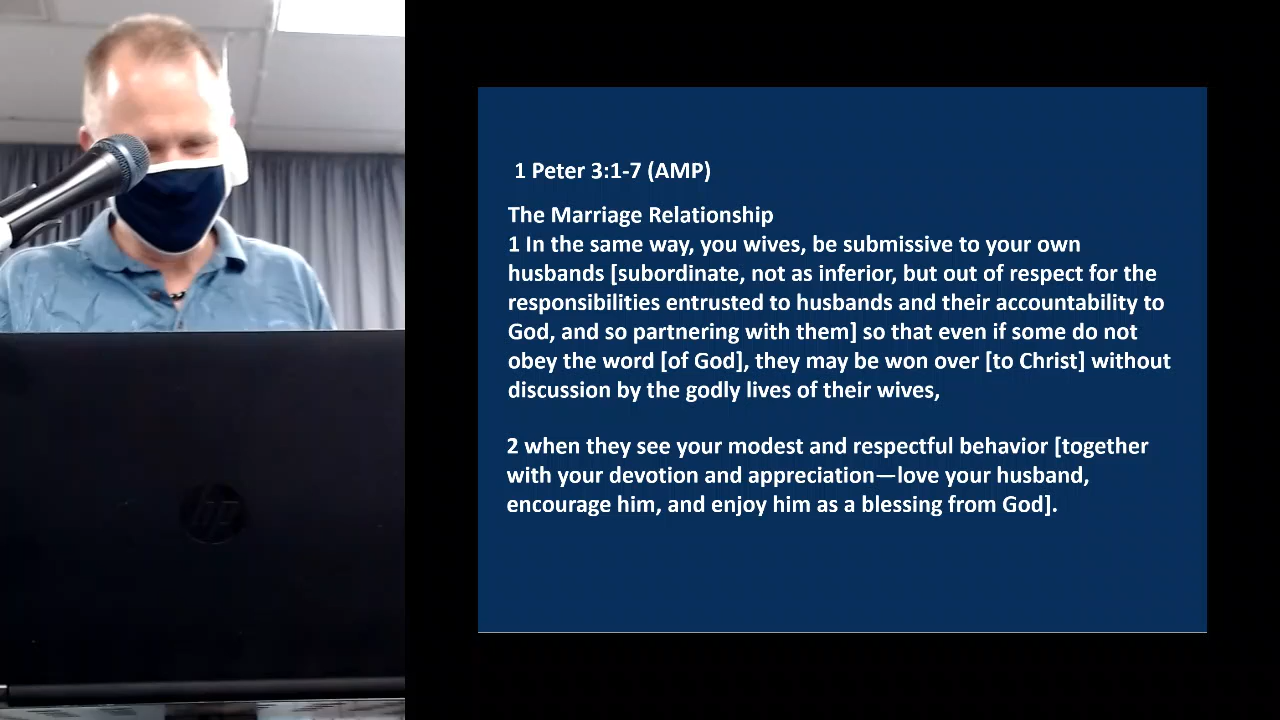 1 Peter 3:1-7 (AMP)
The Marriage Relationship
1 In the same way, you wives, be submissive to your own
husbands [subordinate, not as inferior, but out of respect for the
responsibilities entrusted to husbands and their accountability to
God, and so partnering with them] so that even if some do not
obey the word [of God], they may be won over [to Christ] without
discussion by the godly lives of their wives,
2 when they see your modest and respectful behavior [together
with your devotion and appreciation—love your husband,
encourage him, and enjoy him as a blessing from God].
hp